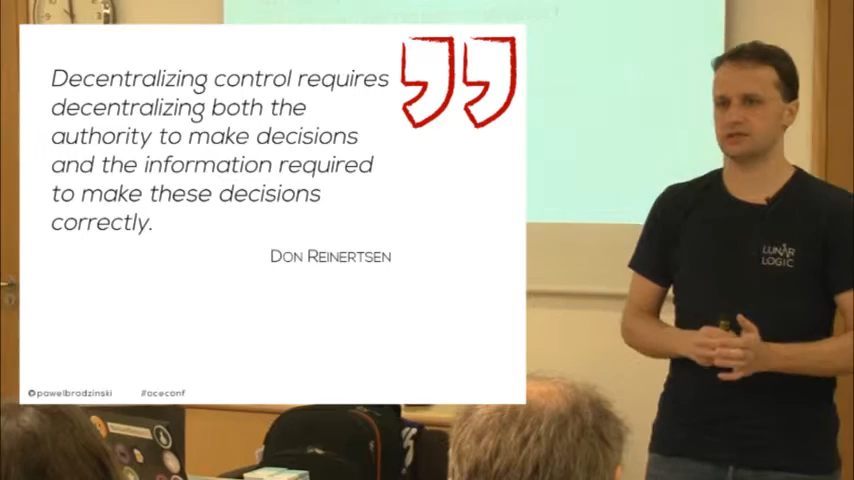 Decentralizing control requires
decentralizing both the
authority to make decisions
and the information required
to make these decisions
correctly.
DON REINERTSEN
@pawelbrodzinski
#aceconf
LUNAR
LOGIC